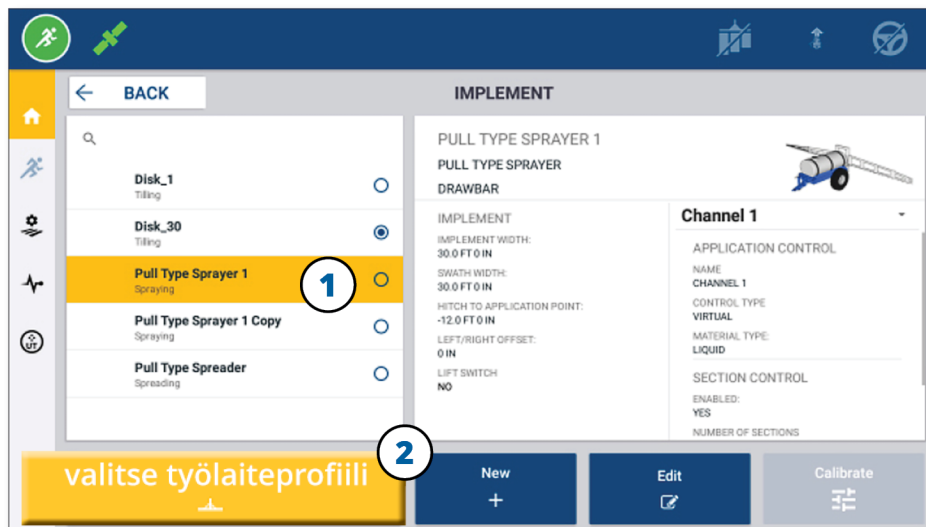 BACK
IMPLEMENT
Disk_1
Tilling
Disk_30
Tilling
Pull Type Sprayer 1
Spraying
1
Pull Type Sprayer 1 Copy
Spraying
Pull Type Spreader
Spreading
UT
PULL TYPE SPRAYER 1
PULL TYPE SPRAYER
DRAWBAR
IMPLEMENT
IMPLEMENT WIDTH:
30.0 FT 0 IN
SWATH WIDTH:
30.0 FT 0 IN
HITCH TO APPLICATION POINT:
-12.0 FT 0 IN
LEFT/RIGHT OFFSET:
0 IN
LIFT SWITCH
NO
Channel 1
APPLICATION CONTROL
NAME
CHANNEL 1
CONTROL TYPE
VIRTUAL
MATERIAL TYPE:
LIQUID
SECTION CONTROL
ENABLED:
YES
NUMBER OF SECTIONS
valitse työlaiteprofiili
2
New
Edit
Calibrate